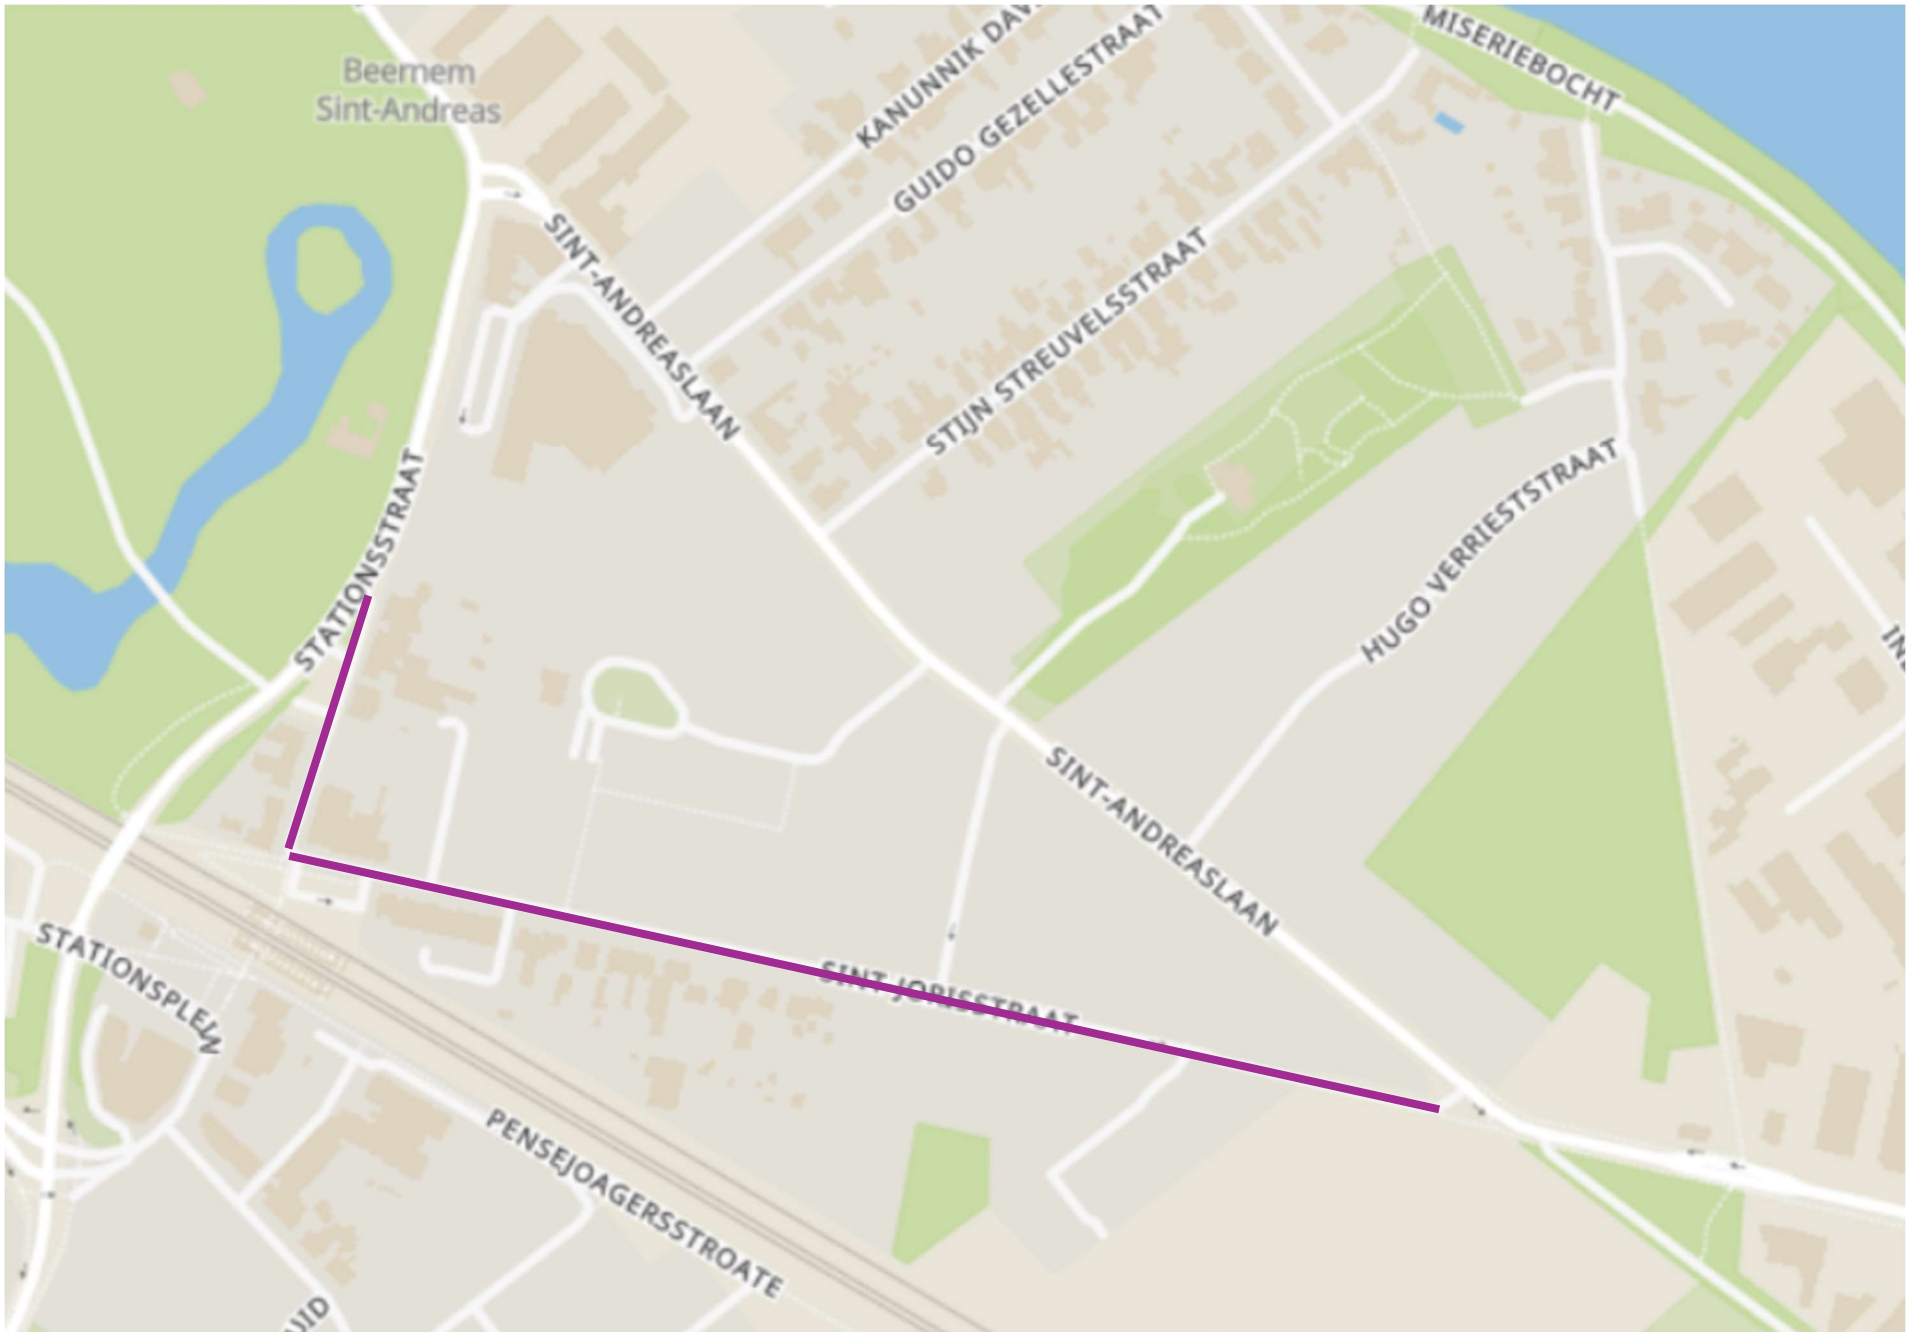 MISERIEBOCHT
KANUNNIK DAV
GUIDO GEZELLESTRAAT
Beernem
Sint-Andreas
SINT-ANDREASLAAN
STIJN STREUVELSSTRAAT
STATIONSSTRAAT
HUGO VERRIESTSTRAAT
SINT-ANDREASLAAN
STATIONSPLEIN
SINT-JORISSTRAAT
PENSEJOAGERSSTROATE